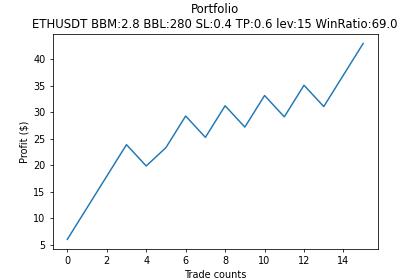 Portfolio
ETHUSDT BBM:2.8 BBL:280 SL:0.4 TP:0.6 lev:15 WinRatio:69.0
40
35
30
25
20
15
10
5
Profit ($)
0 2 4 6 8 10 12 14
Trade counts